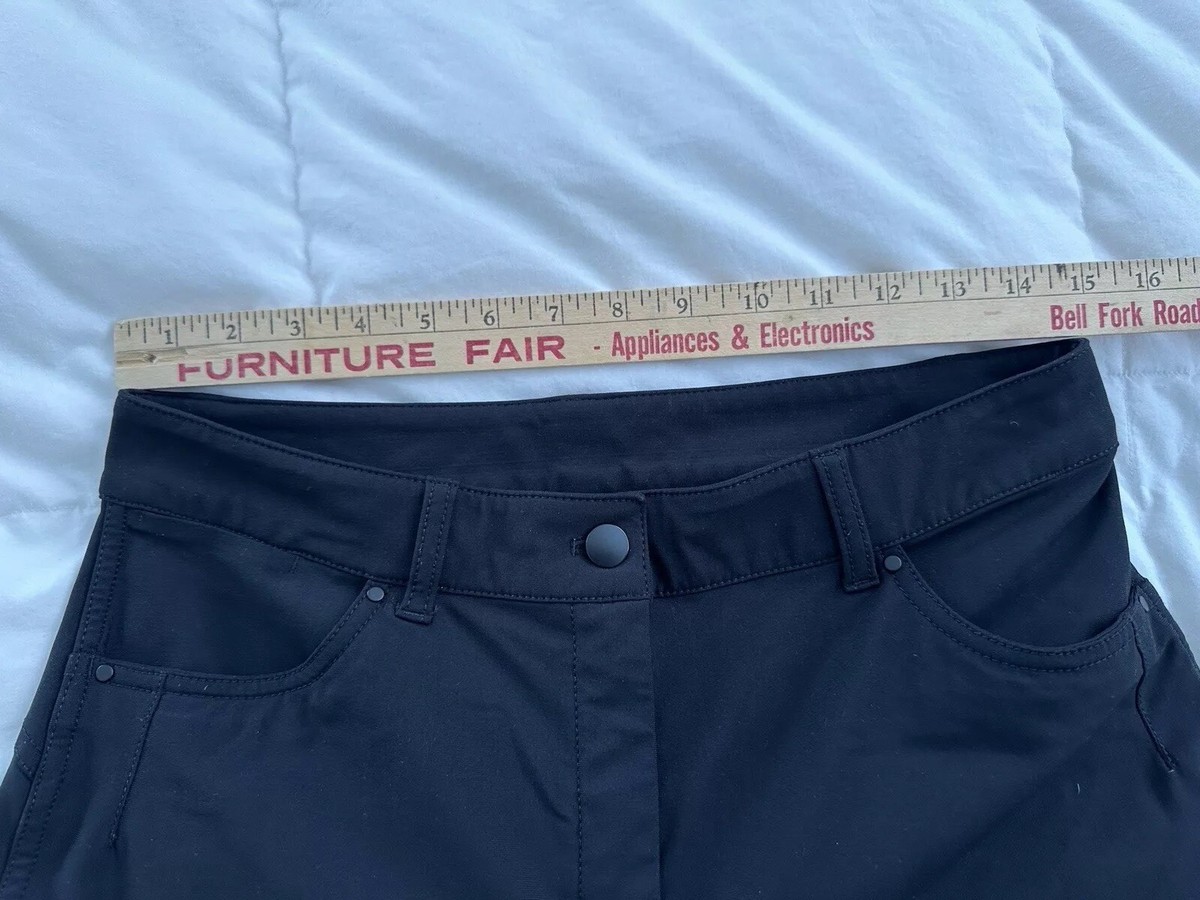 1 2 3 4 5 6 7 8 9 10 11 12 13 14 15 16
FURNITURE FAIR - Appliances & Electronics Bell Fork Road